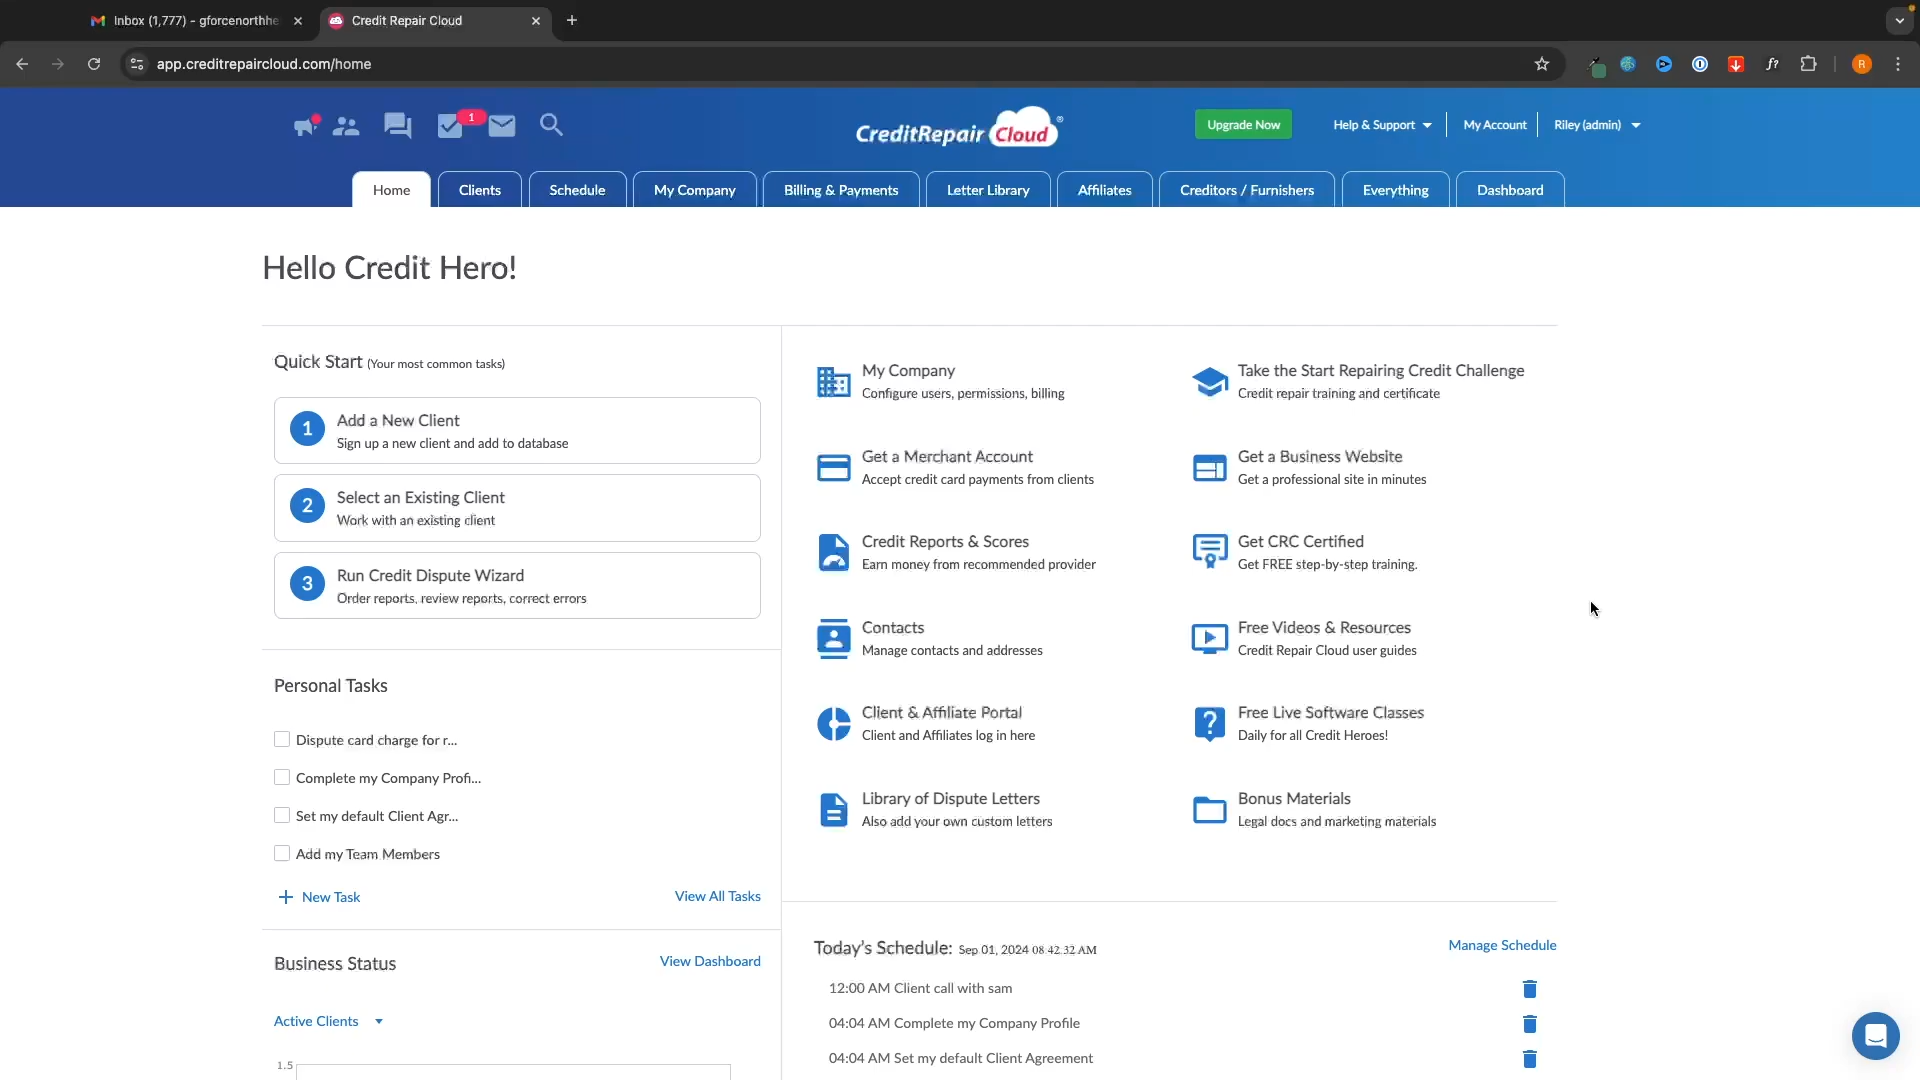 Inbox (1,777) - gforcenorthhe
Credit Repair Cloud
app.creditrepaircloud.com/home
1
CreditRepair Cloud
Upgrade Now
Help & Support
My Account
Riley (admin)
Home
Clients
Schedule
My Company
Billing & Payments
Letter Library
Affiliates
Creditors / Furnishers
Everything
Dashboard
Hello Credit Hero!
Quick Start (Your most common tasks)
1
Add a New Client
Sign up a new client and add to database
2
Select an Existing Client
Work with an existing client
3
Run Credit Dispute Wizard
Order reports, review reports, correct errors
Personal Tasks
Dispute card charge for r...
Complete my Company Profi...
Set my default Client Agr...
Add my Team Members
New Task
View All Tasks
Business Status
View Dashboard
Active Clients
1.5
My Company
Configure users, permissions, billing
Take the Start Repairing Credit Challenge
Credit repair training and certificate
Get a Merchant Account
Accept credit card payments from clients
Get a Business Website
Get a professional site in minutes
Credit Reports & Scores
Earn money from recommended provider
Get CRC Certified
Get FREE step-by-step training.
Contacts
Manage contacts and addresses
Free Videos & Resources
Credit Repair Cloud user guides
Client & Affiliate Portal
Client and Affiliates log in here
Free Live Software Classes
Daily for all Credit Heroes!
Library of Dispute Letters
Also add your own custom letters
Bonus Materials
Legal docs and marketing materials
Today's Schedule: Sep 01, 2024 08:42:32 AM
Manage Schedule
12:00 AM Client call with sam
04:04 AM Complete my Company Profile
04:04 AM Set my default Client Agreement